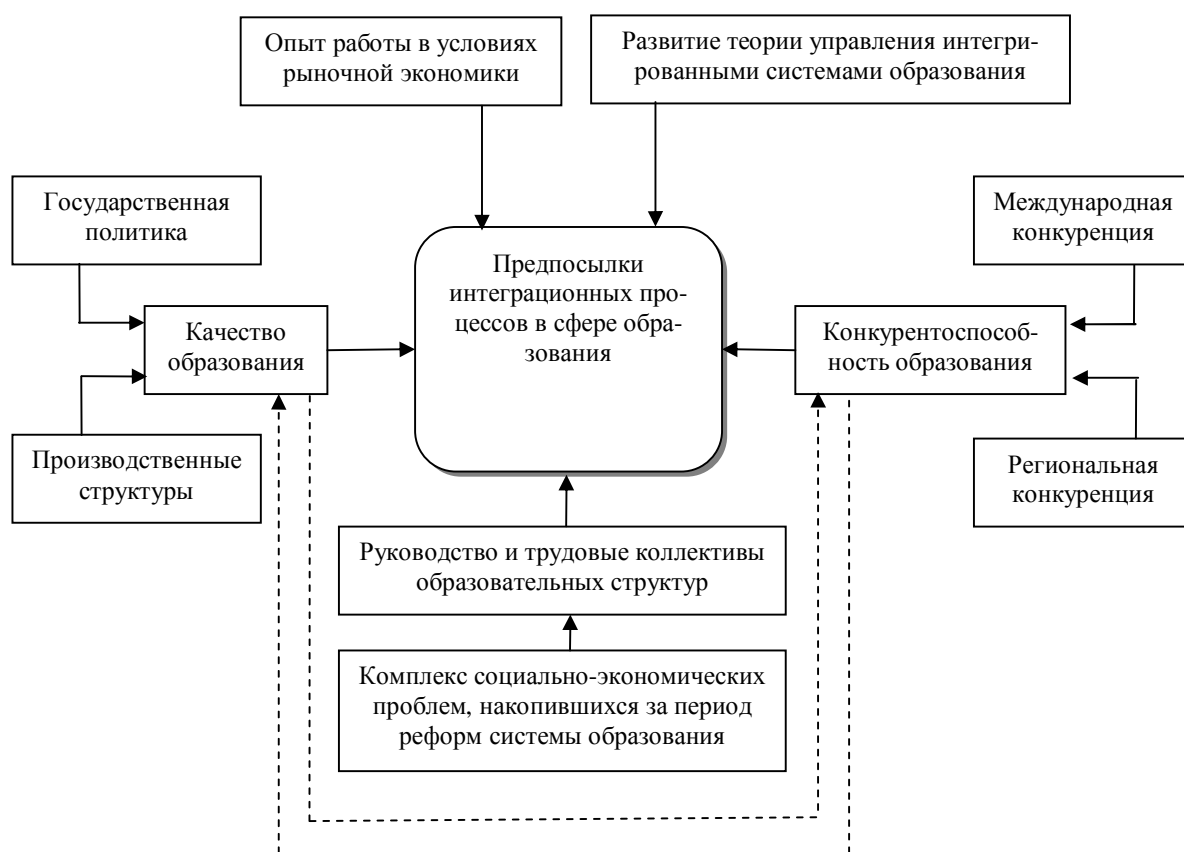 Опыт работы в условиях
рыночной экономики
Развитие теории управления интегри-
рованными системами образования
Государственная
политика
Международная
конкуренция
Предпосылки
интеграционных про-
цессов в сфере обра-
зования
Качество
образования
Конкурентоспособ-
ность образования
Производственные
структуры
Региональная
конкуренция
Руководство и трудовые коллективы
образовательных структур
Комплекс социально-экономических
проблем, накопившихся за период
реформ системы образования